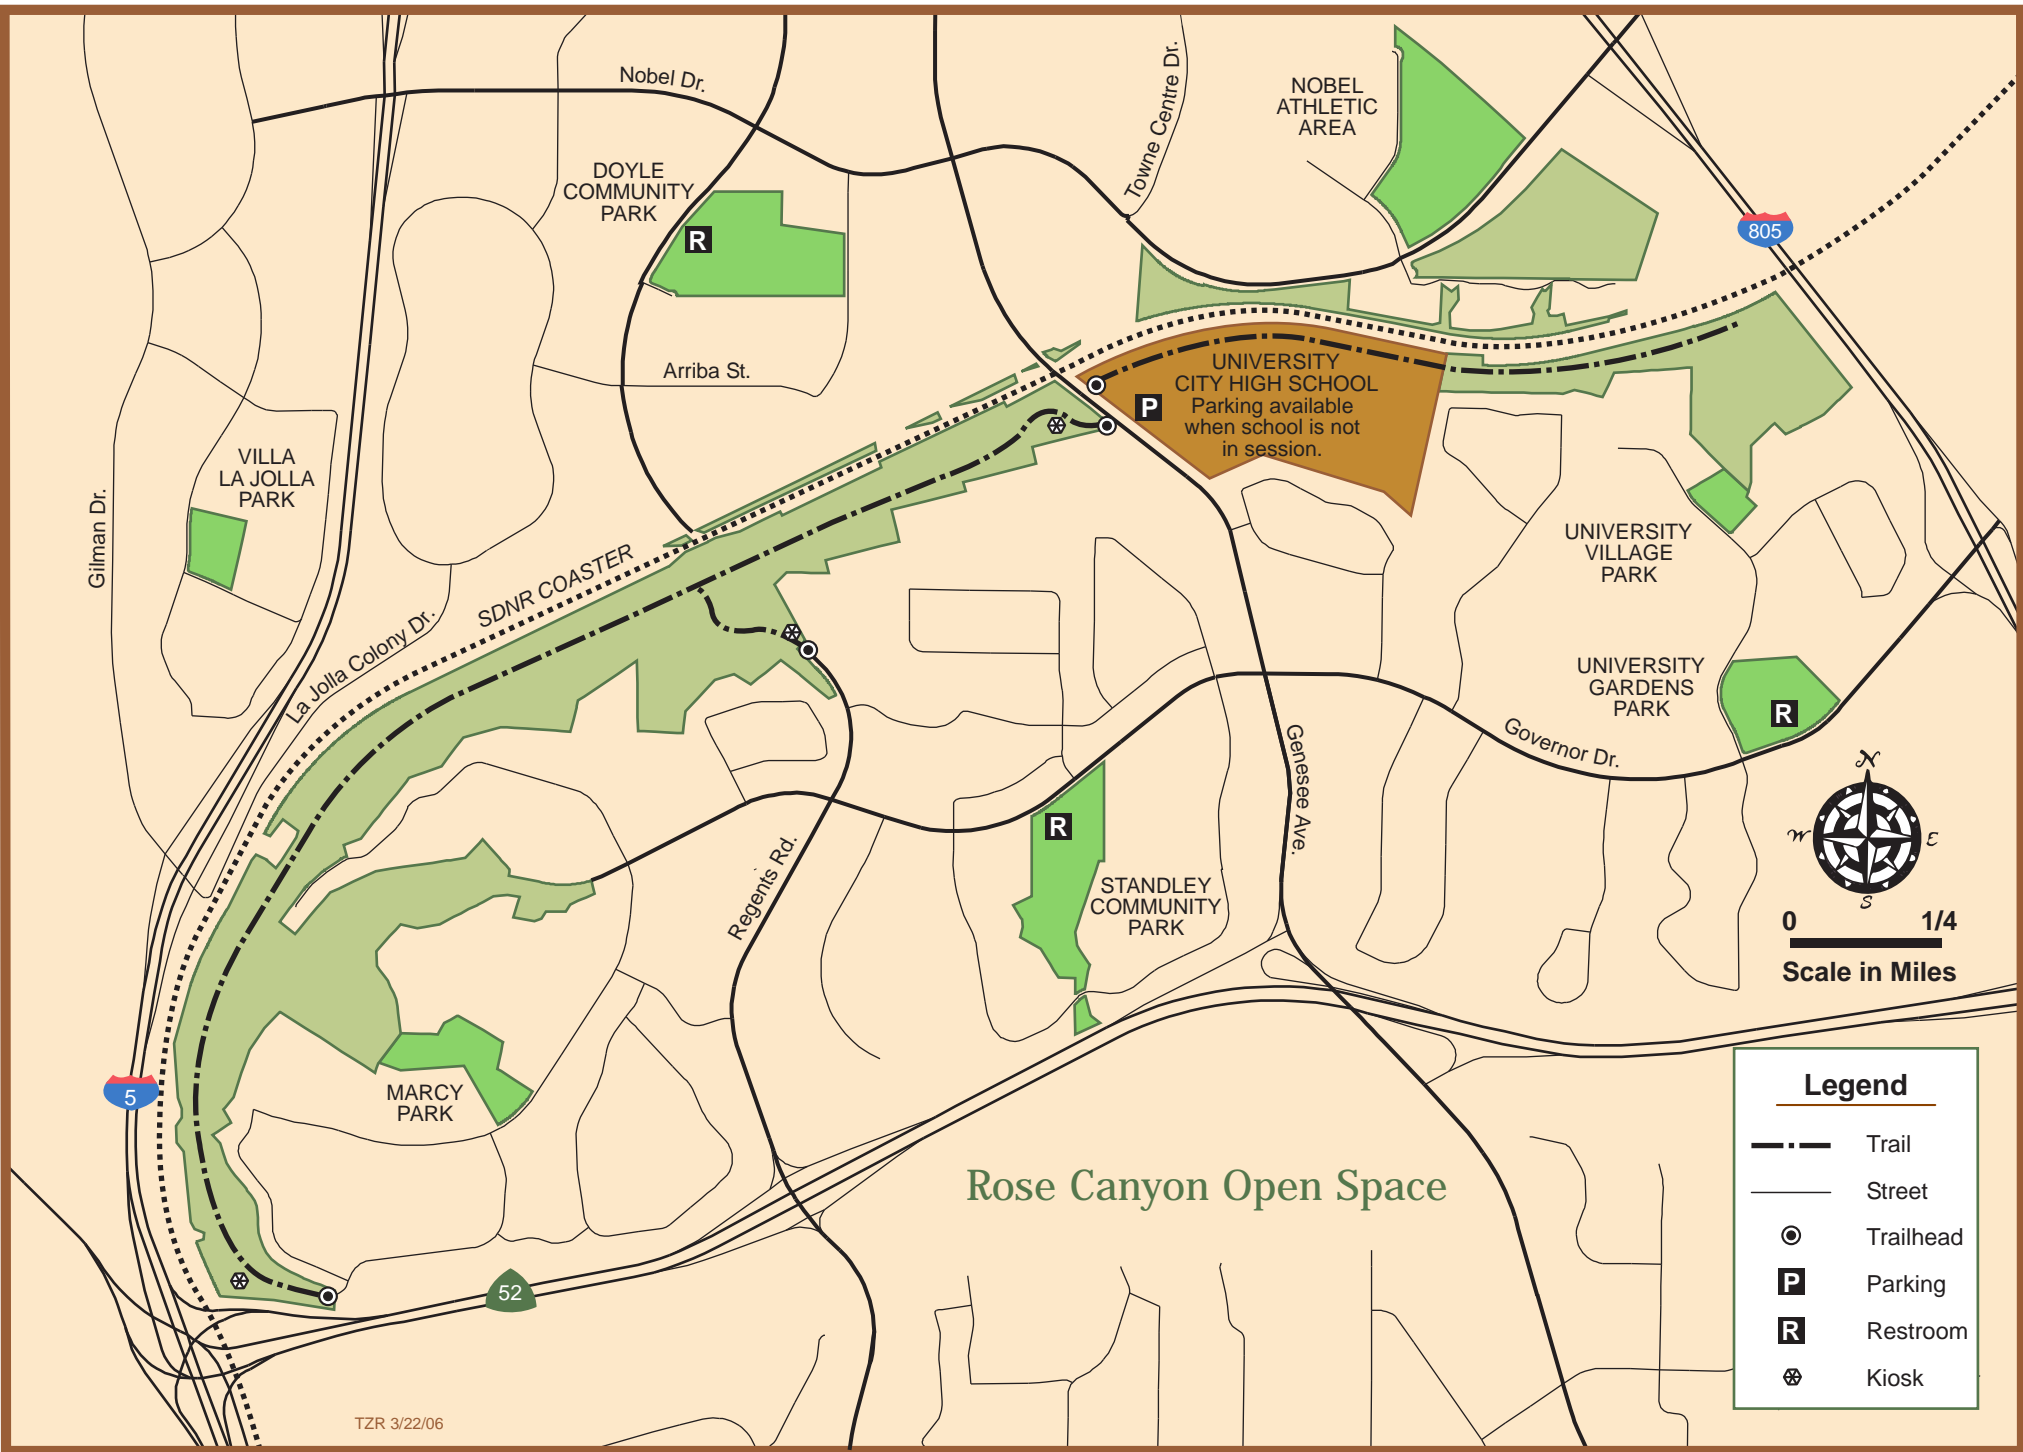 Nobel Dr.
Towne Centre Dr.
NOBEL
ATHLETIC
AREA
DOYLE
COMMUNITY
PARK
R
805
Arriba St.
UNIVERSITY
CITY HIGH SCHOOL
Parking available
when school is not
in session.
P
VILLA
LA JOLLA
PARK
Gilman Dr.
SDNR COASTER
La Jolla Colony Dr.
UNIVERSITY
VILLAGE
PARK
UNIVERSITY
GARDENS
PARK
R
Governor Dr.
Genesee Ave.
R
Regents Rd.
STANDLEY
COMMUNITY
PARK
N
W
E
S
0 1/4
Scale in Miles
5
MARCY
PARK
Rose Canyon Open Space
52
TZR 3/22/06
Legend
Trail
Street
Trailhead
P Parking
R Restroom
Kiosk